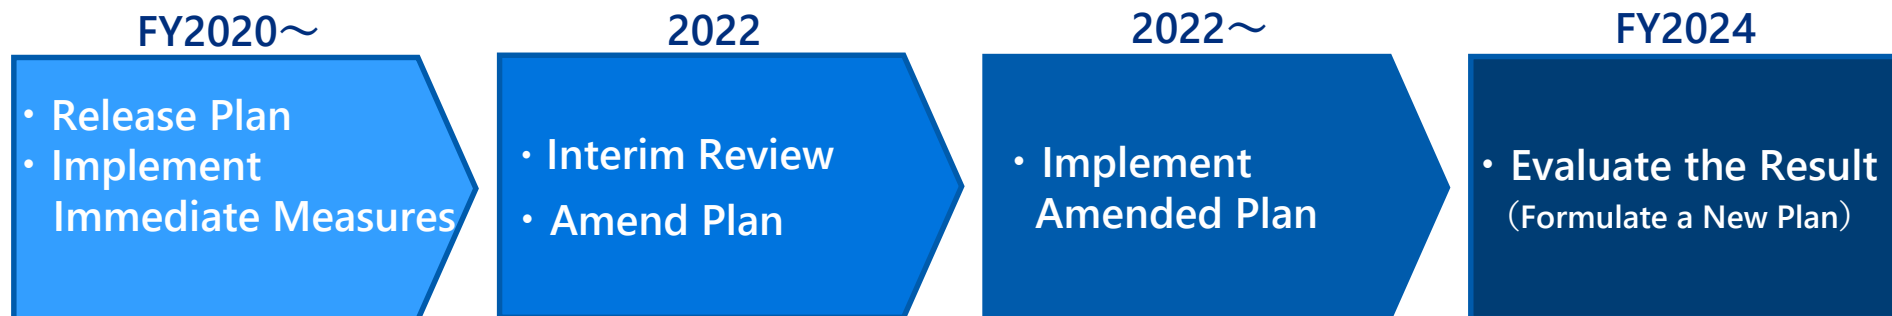 FY2020～
・ Release Plan
・ Implement
Immediate Measures
2022
・ Interim Review
・ Amend Plan
2022～
・ Implement
Amended Plan
FY2024
・ Evaluate the Result
（Formulate a New Plan）